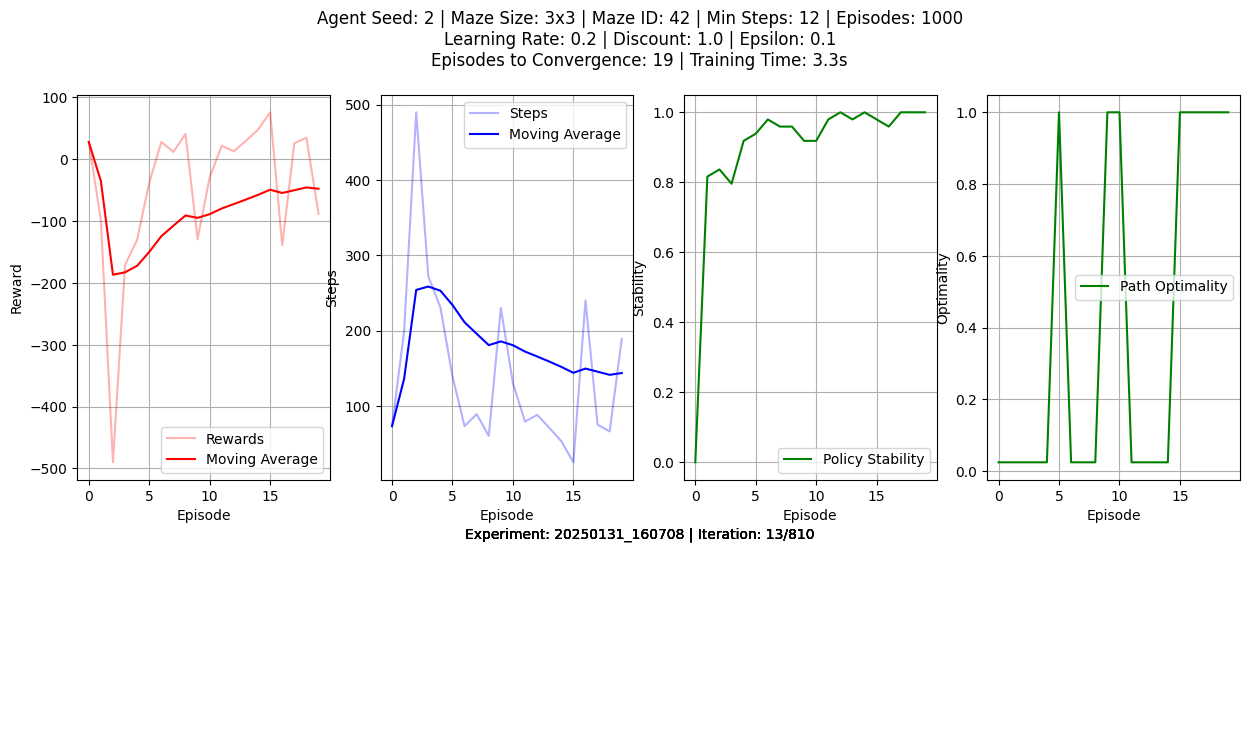 Agent Seed: 2 | Maze Size: 3x3 | Maze ID: 42 | Min Steps: 12 | Episodes: 1000
Learning Rate: 0.2 | Discount: 1.0 | Epsilon: 0.1
Episodes to Convergence: 19 | Training Time: 3.3s
100
0
−100
−200
−300
−400
−500
Reward
0 5 10 15
Episode
Rewards
Moving Average
500
400
300
200
100
Steps
0 5 10 15
Episode
Steps
Moving Average
1.0
0.8
0.6
0.4
0.2
0.0
Stability
0 5 10 15
Episode
Policy Stability
1.0
0.8
0.6
0.4
0.2
0.0
Optimality
0 5 10 15
Episode
Path Optimality
Experiment: 20250131_160708 | Iteration: 13/810